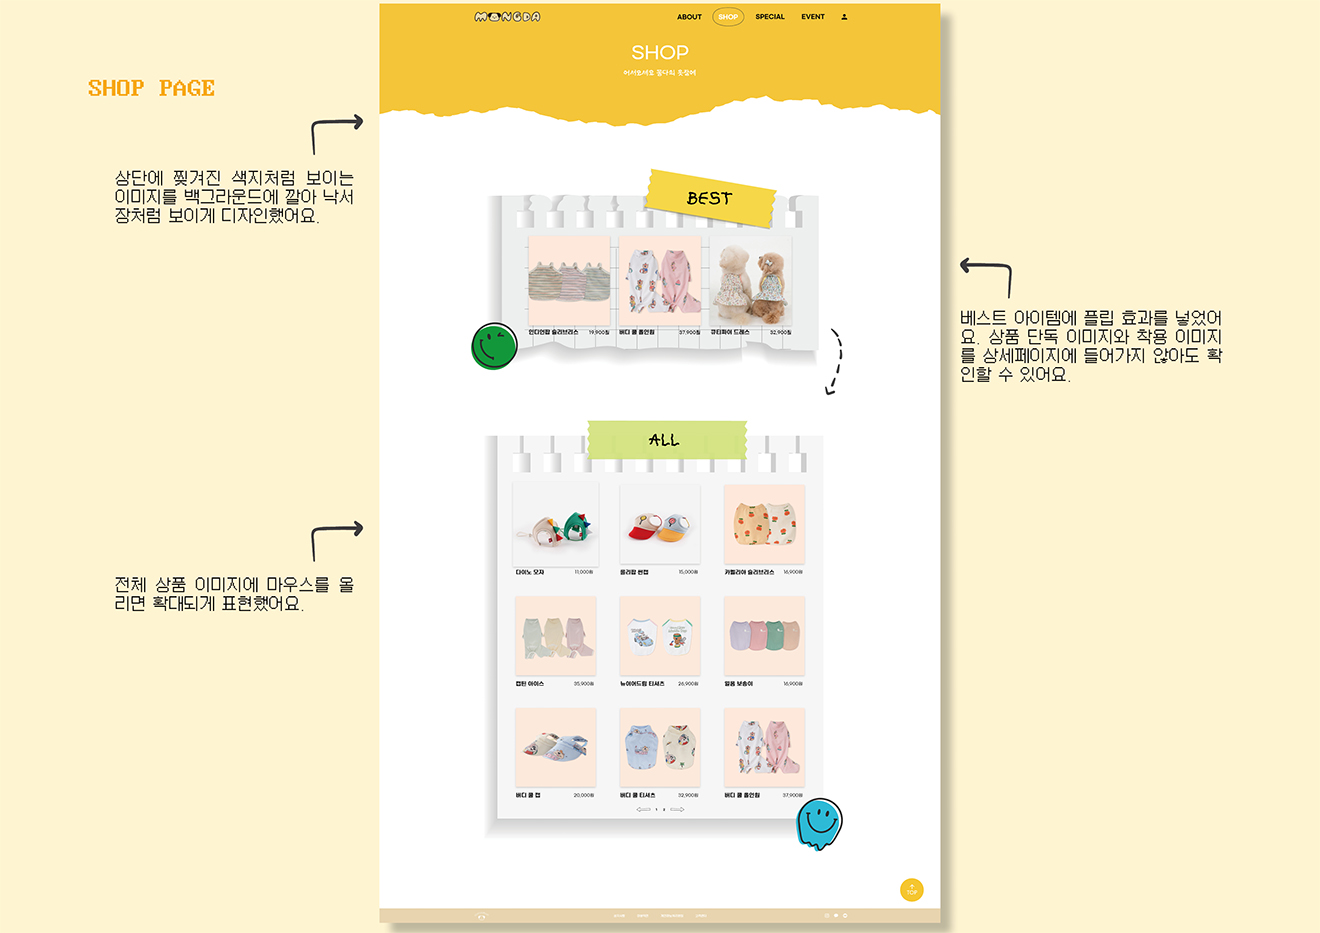 MONGDA
ABOUT
SHOP
SPECIAL
EVENT
SHOP
SHOP PAGE
상단에 찢겨진 색지처럼 보이는
이미지를 백그라운드에 깔아 낙서
장처럼 보이게 디자인했어요.
BEST
인디언팝 슬리브리스 19,900원
버디 쿨 올인원 37,900원
큐티파이 드레스 32,900원
베스트 아이템에 플립 효과를 넣었어
요. 상품 단독 이미지와 착용 이미지
를 상세페이지에 들어가지 않아도 확
인할 수 있어요.
ALL
다이노 모자 11,000원
폴리팝 썬캡 15,000원
카멜리아 슬리브리스 16,900원
전체 상품 이미지에 마우스를 올
리면 확대되게 표현했어요.
캡틴 아이스 35,900원
뉴이어드림 티셔츠 26,900원
얼음 보송이 16,900원
버디 쿨 캡 20,000원
버디 쿨 티셔츠 32,900원
버디 쿨 올인원 37,900원
1 2
TOP